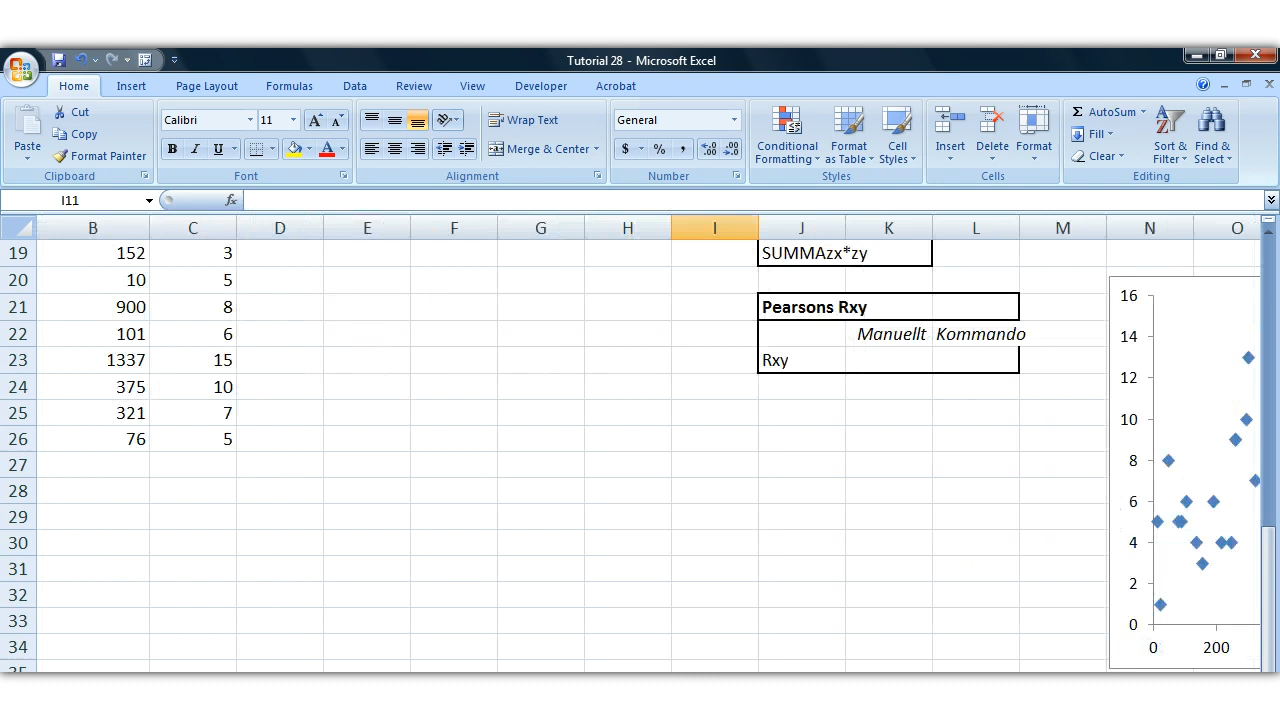 Tutorial 28 - Microsoft Excel
Home Insert Page Layout Formulas Data Review View Developer Acrobat
Paste
Cut
Copy
Format Painter
Clipboard
Calibri 11
B I U
Font
Wrap Text
Merge & Center
Alignment
General
$ % ,
Number
Conditional Formatting
Format as Table
Cell Styles
Styles
Insert Delete Format
Cells
AutoSum
Fill
Clear
Sort & Filter
Find & Select
Editing
I11 fx
B C D E F G H I J K L M N O
19 152 3 SUMMAzx*zy
20 10 5
21 900 8 Pearsons Rxy
22 101 6 Manuellt Kommando
23 1337 15 Rxy
24 375 10
25 321 7
26 76 5
27
28
29
30
31
32
33
34
35
16
14
12
10
8
6
4
2
0
0 200